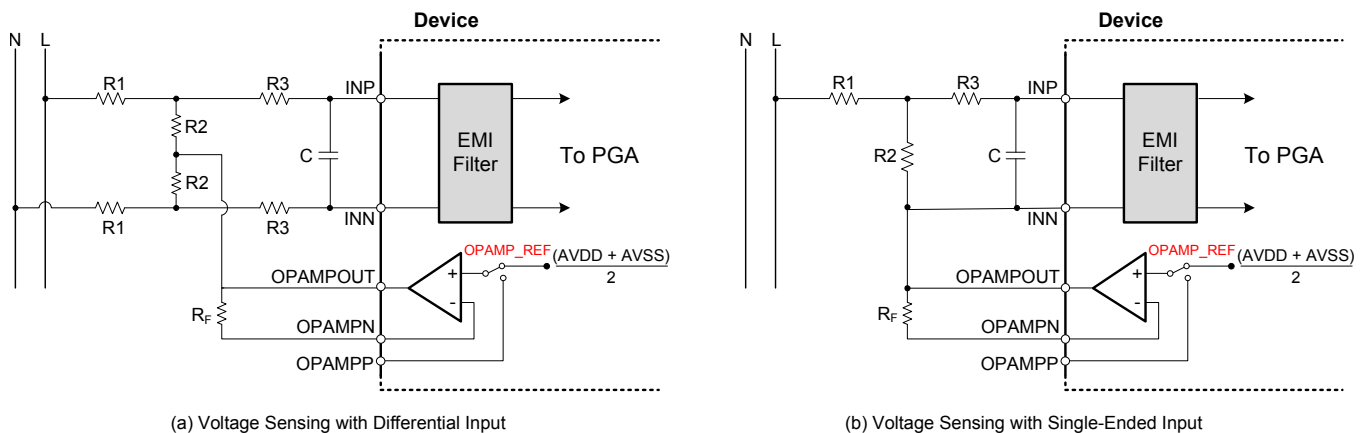 Device
N L
R1
R3
INP
R2
EMI
Filter
C
To PGA
R2
R1
R3
INN
OPAMP_REF
(AVDD + AVSS)
2
+
OPAMPOUT
-
RF
OPAMPN
OPAMPP
(a) Voltage Sensing with Differential Input
Device
N L
R1
R3
INP
R2
C
EMI
Filter
To PGA
INN
OPAMP_REF
(AVDD + AVSS)
2
+
OPAMPOUT
-
RF
OPAMPN
OPAMPP
(b) Voltage Sensing with Single-Ended Input